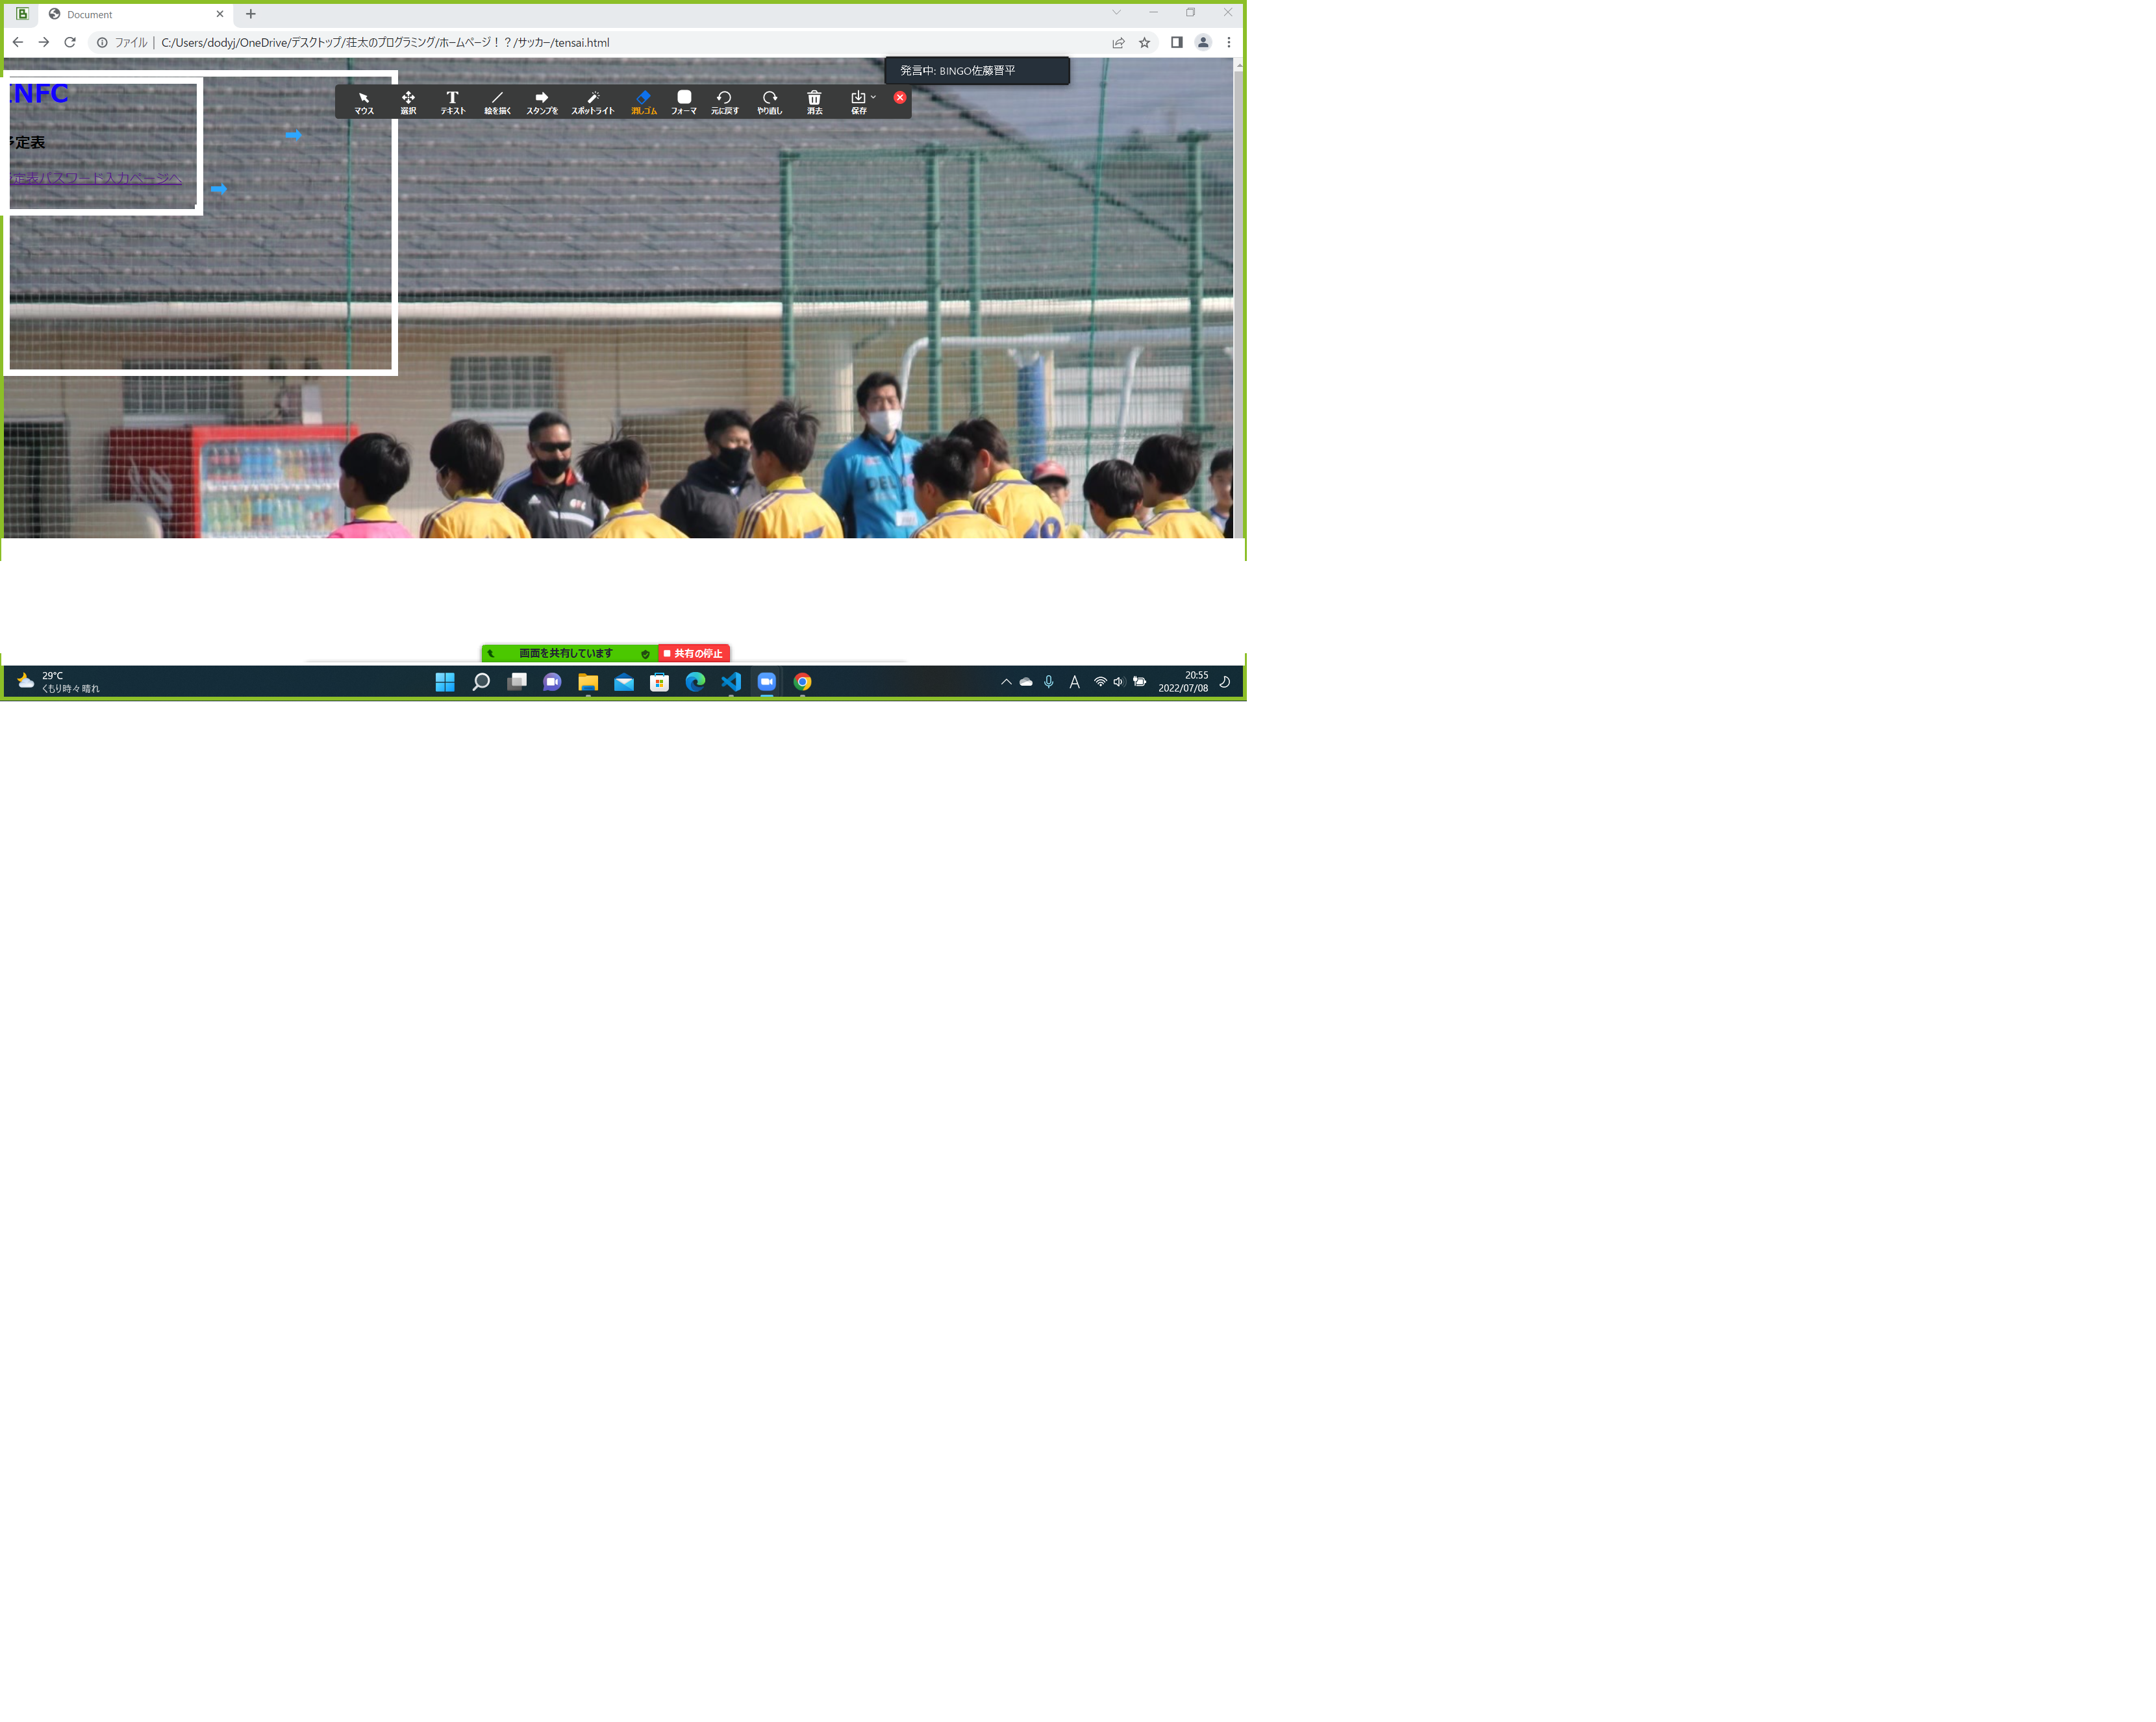 Document
ファイル | C:/Users/dodyj/OneDrive/デスクトップ/荘太のプログラミング/ホームページ！？/サッカー/tensai.html
発言中: BINGO佐藤晋平
マウス 選択 テキスト 絵を描く スタンプを スポットライト 消しゴム フォーマ 元に戻す やり直し 消去 保存
NFC
予定表
定表パスワード入力ページへ
画面を共有しています 共有の停止
29°C
くもり時々晴れ
20:55
2022/07/08